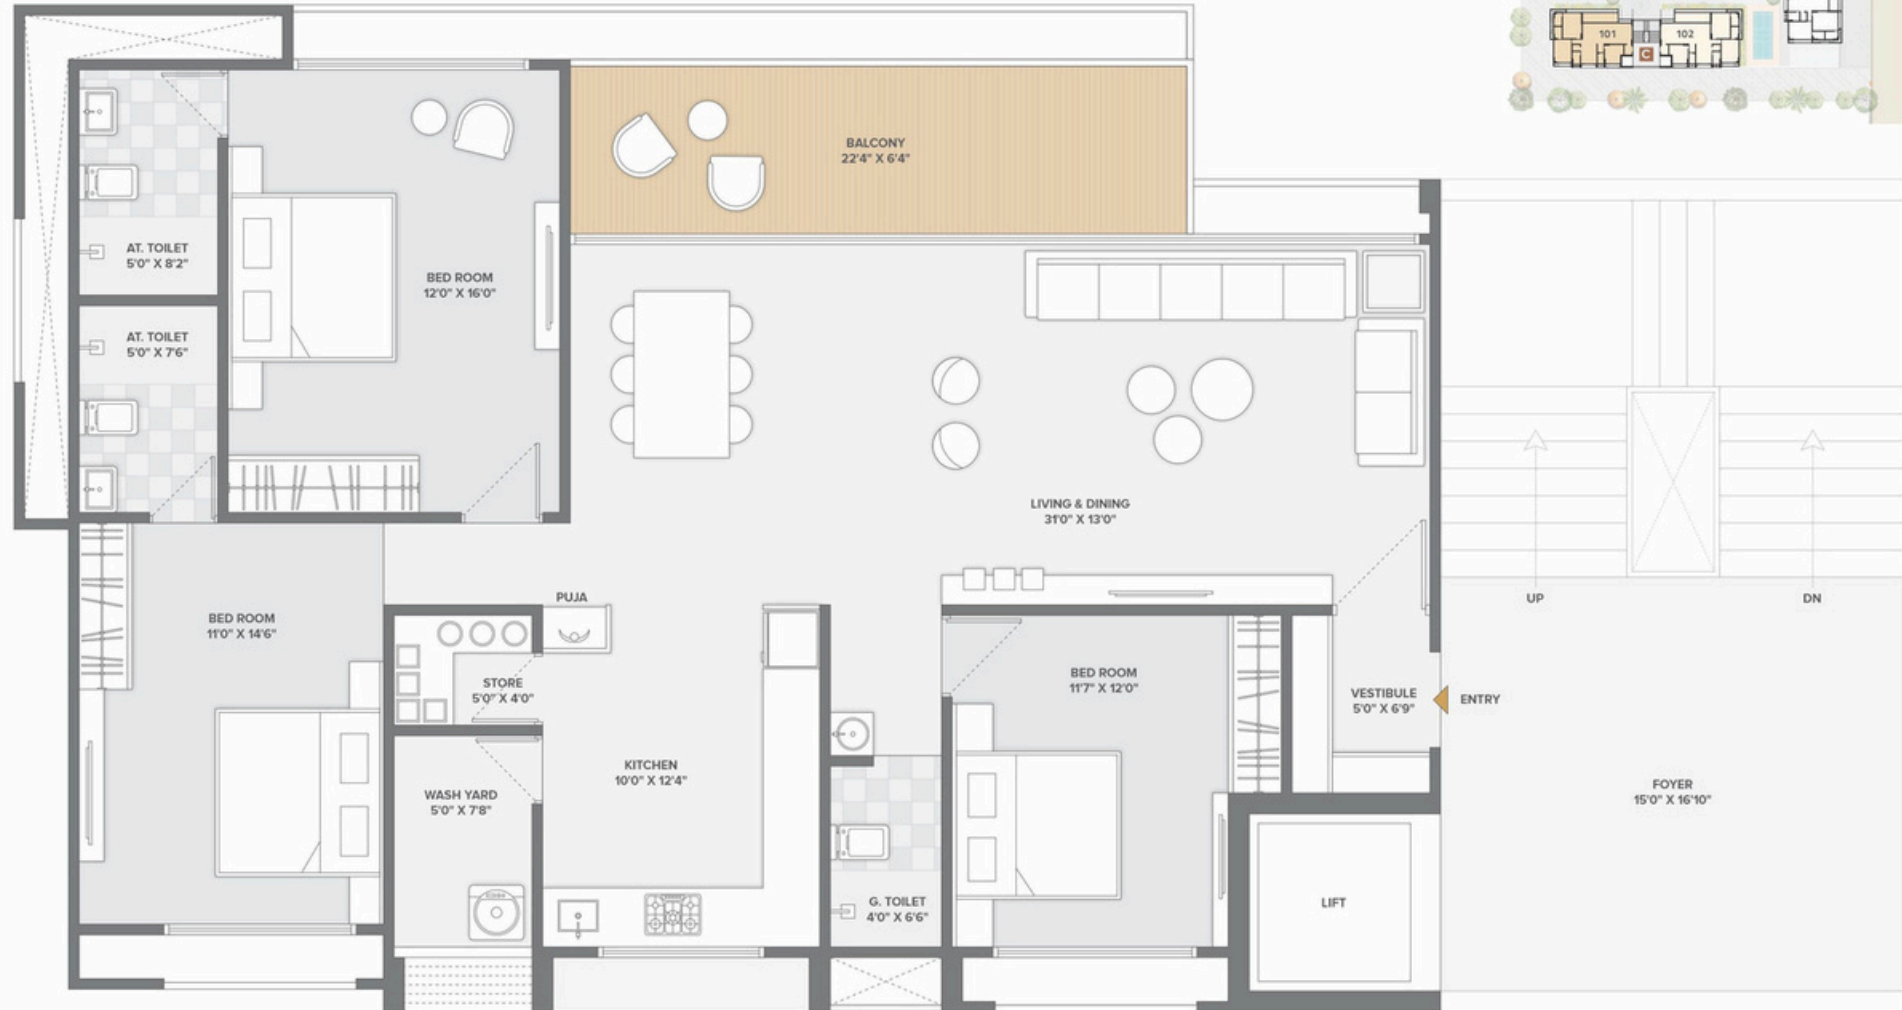 101
102
C
BALCONY
22'4" X 6'4"
AT. TOILET
5'0" X 8'2"
BED ROOM
12'0" X 16'0"
AT. TOILET
5'0" X 7'6"
LIVING & DINING
31'0" X 13'0"
PUJA
UP
DN
BED ROOM
11'0" X 14'6"
STORE
5'0" X 4'0"
BED ROOM
11'7" X 12'0"
VESTIBULE
5'0" X 6'9"
ENTRY
KITCHEN
10'0" X 12'4"
WASH YARD
5'0" X 7'8"
FOYER
15'0" X 16'10"
G. TOILET
4'0" X 6'6"
LIFT